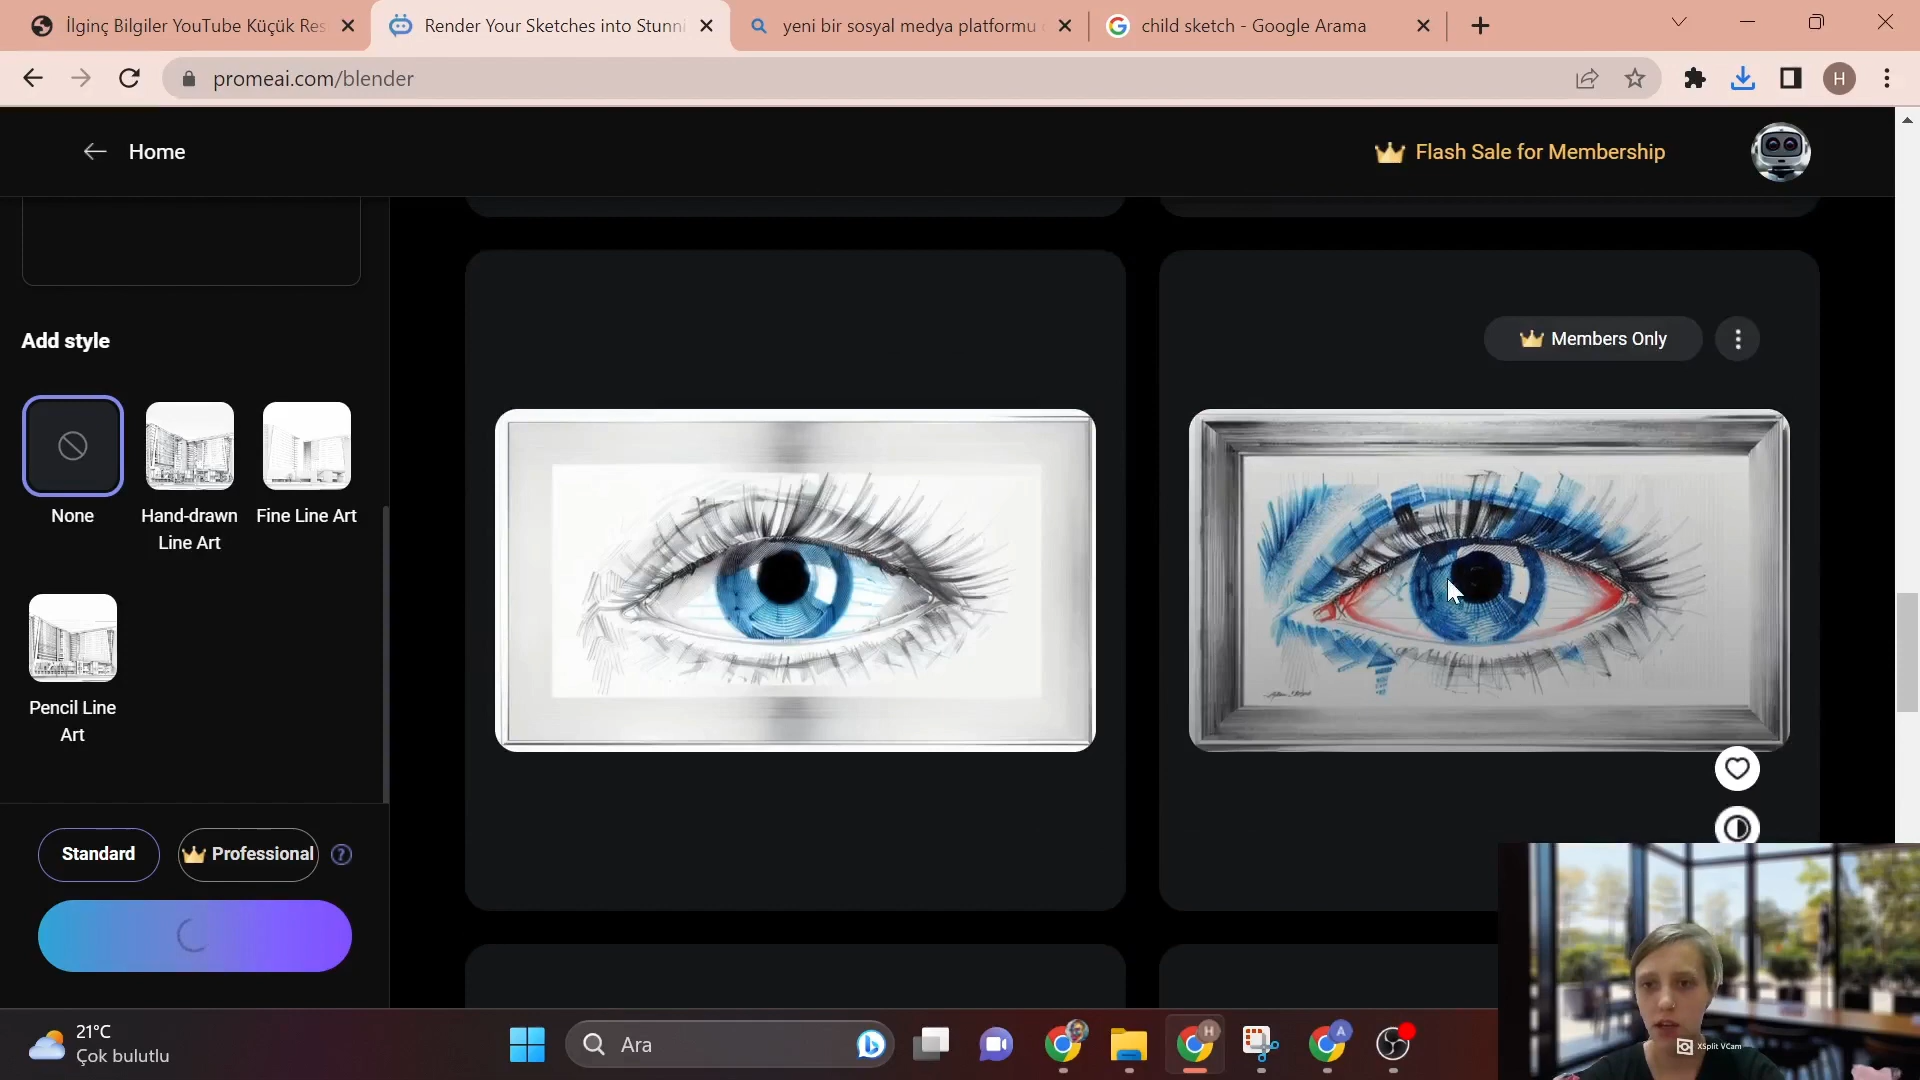 İlginç Bilgiler YouTube Küçük Res
Render Your Sketches into Stunni
yeni bir sosyal medya platformu
child sketch - Google Arama
promeai.com/blender
H
Home
Flash Sale for Membership
Add style
None
Hand-drawn
Line Art
Fine Line Art
Pencil Line
Art
Members Only
Standard
Professional
?
21°C
Çok bulutlu
Ara
H
A
XSplit VCam